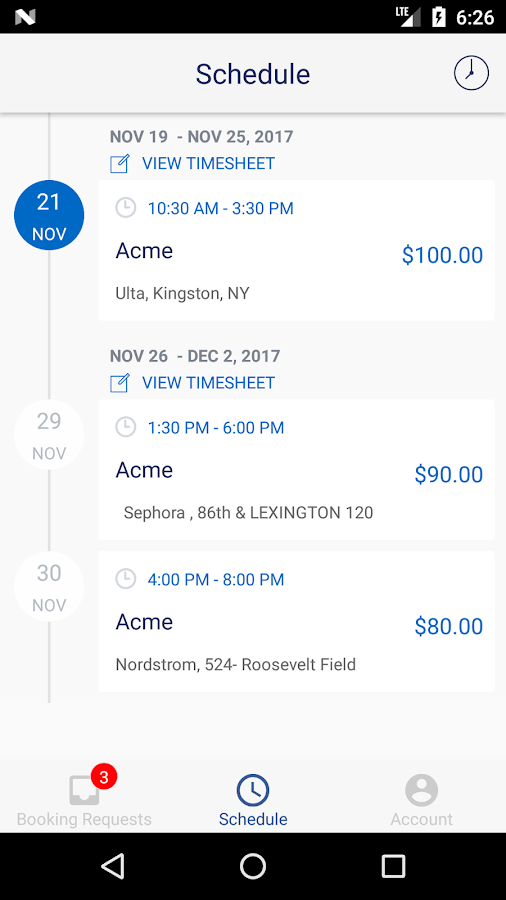 LTE 6:26
Schedule
NOV 19 - NOV 25, 2017
VIEW TIMESHEET
21
NOV
10:30 AM - 3:30 PM
Acme
$100.00
Ulta, Kingston, NY
NOV 26 - DEC 2, 2017
VIEW TIMESHEET
29
NOV
1:30 PM - 6:00 PM
Acme
$90.00
Sephora , 86th & LEXINGTON 120
30
NOV
4:00 PM - 8:00 PM
Acme
$80.00
Nordstrom, 524- Roosevelt Field
3
Booking Requests
Schedule
Account